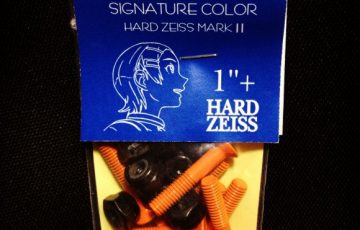 SIGNATURE COLOR
HARD ZEISS MARK II
1"+
HARD
ZEISS